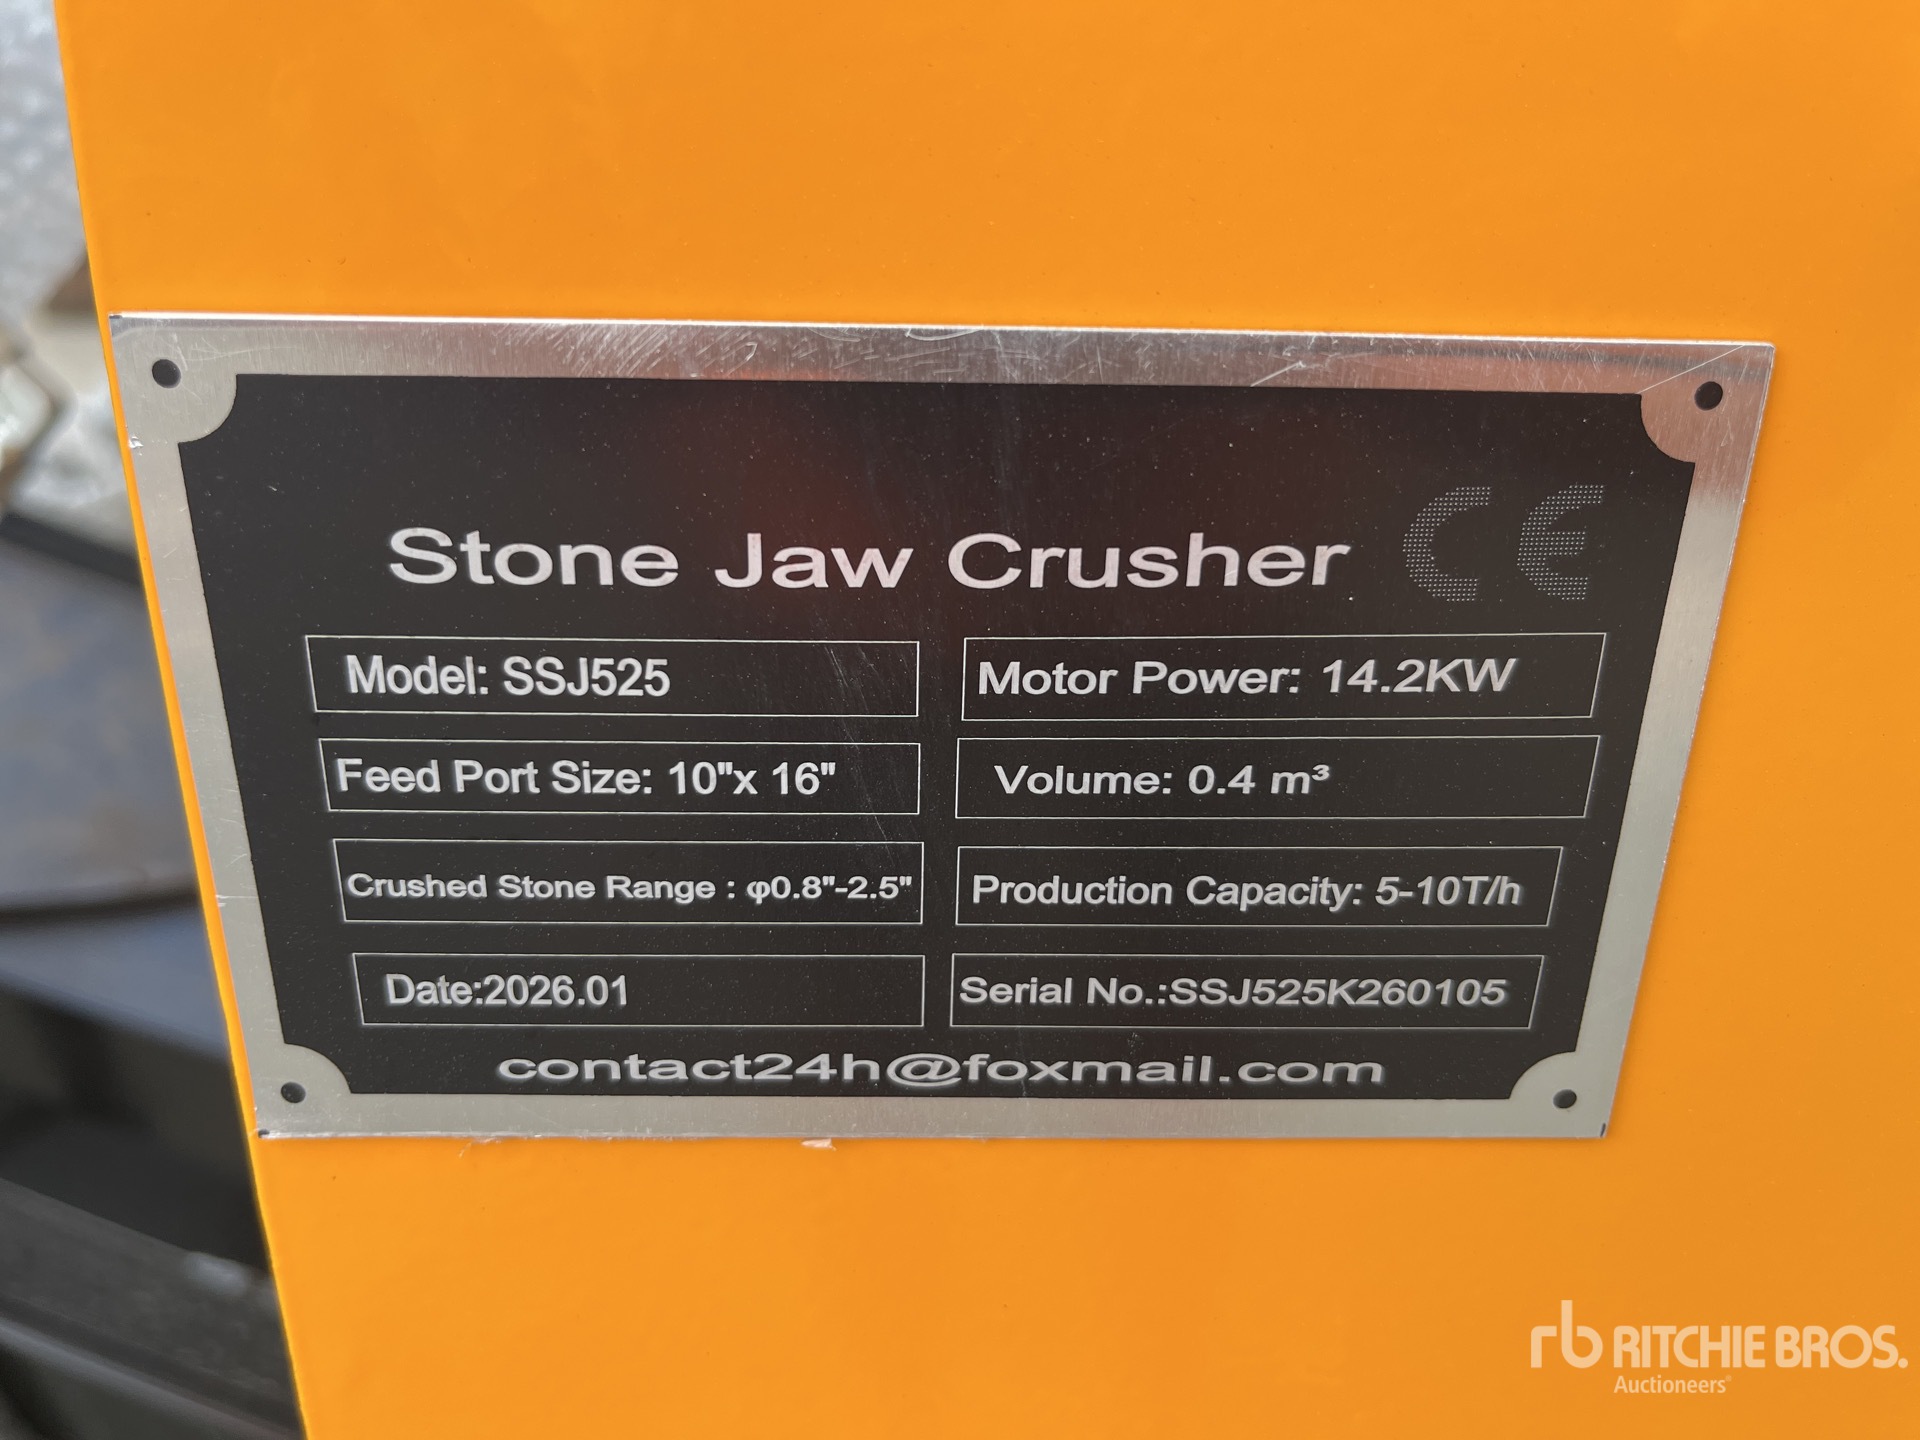 Stone Jaw Crusher CE
Model: SSJ525
Motor Power: 14.2KW
Feed Port Size: 10"x 16"
Volume: 0.4 m³
Crushed Stone Range : φ0.8"-2.5"
Production Capacity: 5-10T/h
Date:2026.01
Serial No.:SSJ525K260105
contact24h@foxmail.com
rb RITCHIE BROS.
Auctioneers®